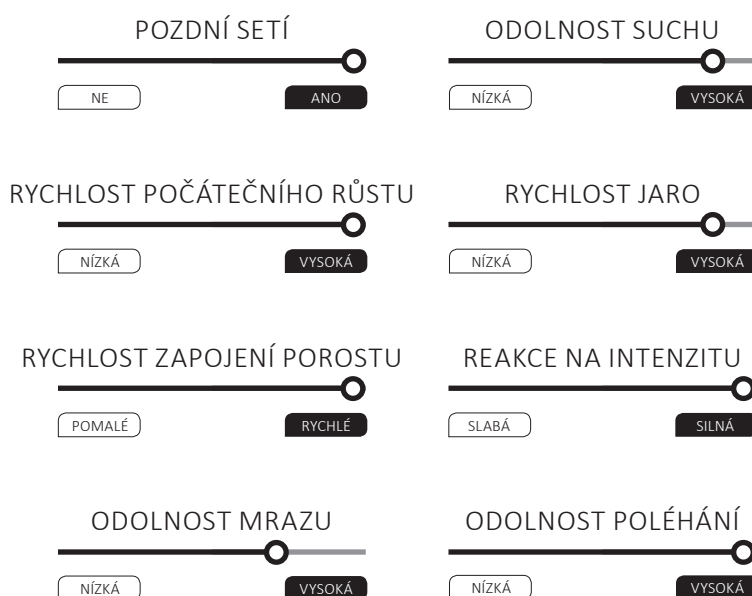 POZDNÍ SETÍ
NE ANO
ODOLNOST SUCHU
NÍZKÁ VYSOKÁ
RYCHLOST POČÁTEČNÍHO RŮSTU
NÍZKÁ VYSOKÁ
RYCHLOST JARO
NÍZKÁ VYSOKÁ
RYCHLOST ZAPOJENÍ POROSTU
POMALÉ RYCHLÉ
REAKCE NA INTENZITU
SLABÁ SILNÁ
ODOLNOST MRAZU
NÍZKÁ VYSOKÁ
ODOLNOST POLÉHÁNÍ
NÍZKÁ VYSOKÁ